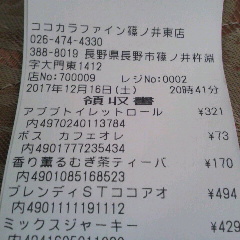 ココカラファイン篠ノ井東店
026-474-4330
388-8019 長野県長野市篠ノ井杵淵
字大門東1412
店No:700009 レジNo:0002
2017年12月16日(土) 20時41分
領収書
アププトイレットロール ¥321
内4970240113784
ボス カフェオレ ¥93
内4901777235434
香り薫るむぎ茶ティーバ ¥170
内4901085168523
ブレンディSTココアオ ¥494
内4901111191112
ミックスジャーキー ¥429